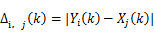 Δᵢ, ⱼ(k) = |Yᵢ(k) − Xⱼ(k)|